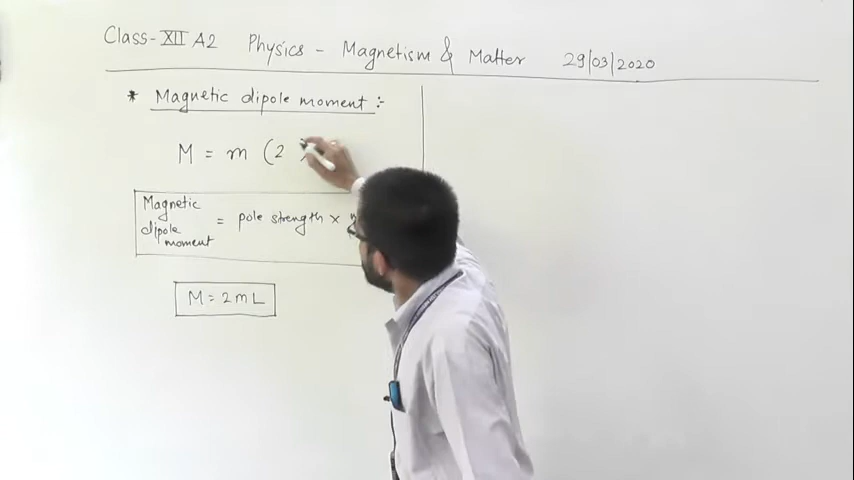 Class-XII A2 Physics - Magnetism & Matter 29/03/2020
* Magnetic dipole moment :-
M = m (2
Magnetic dipole moment = pole strength ×
M = 2mL